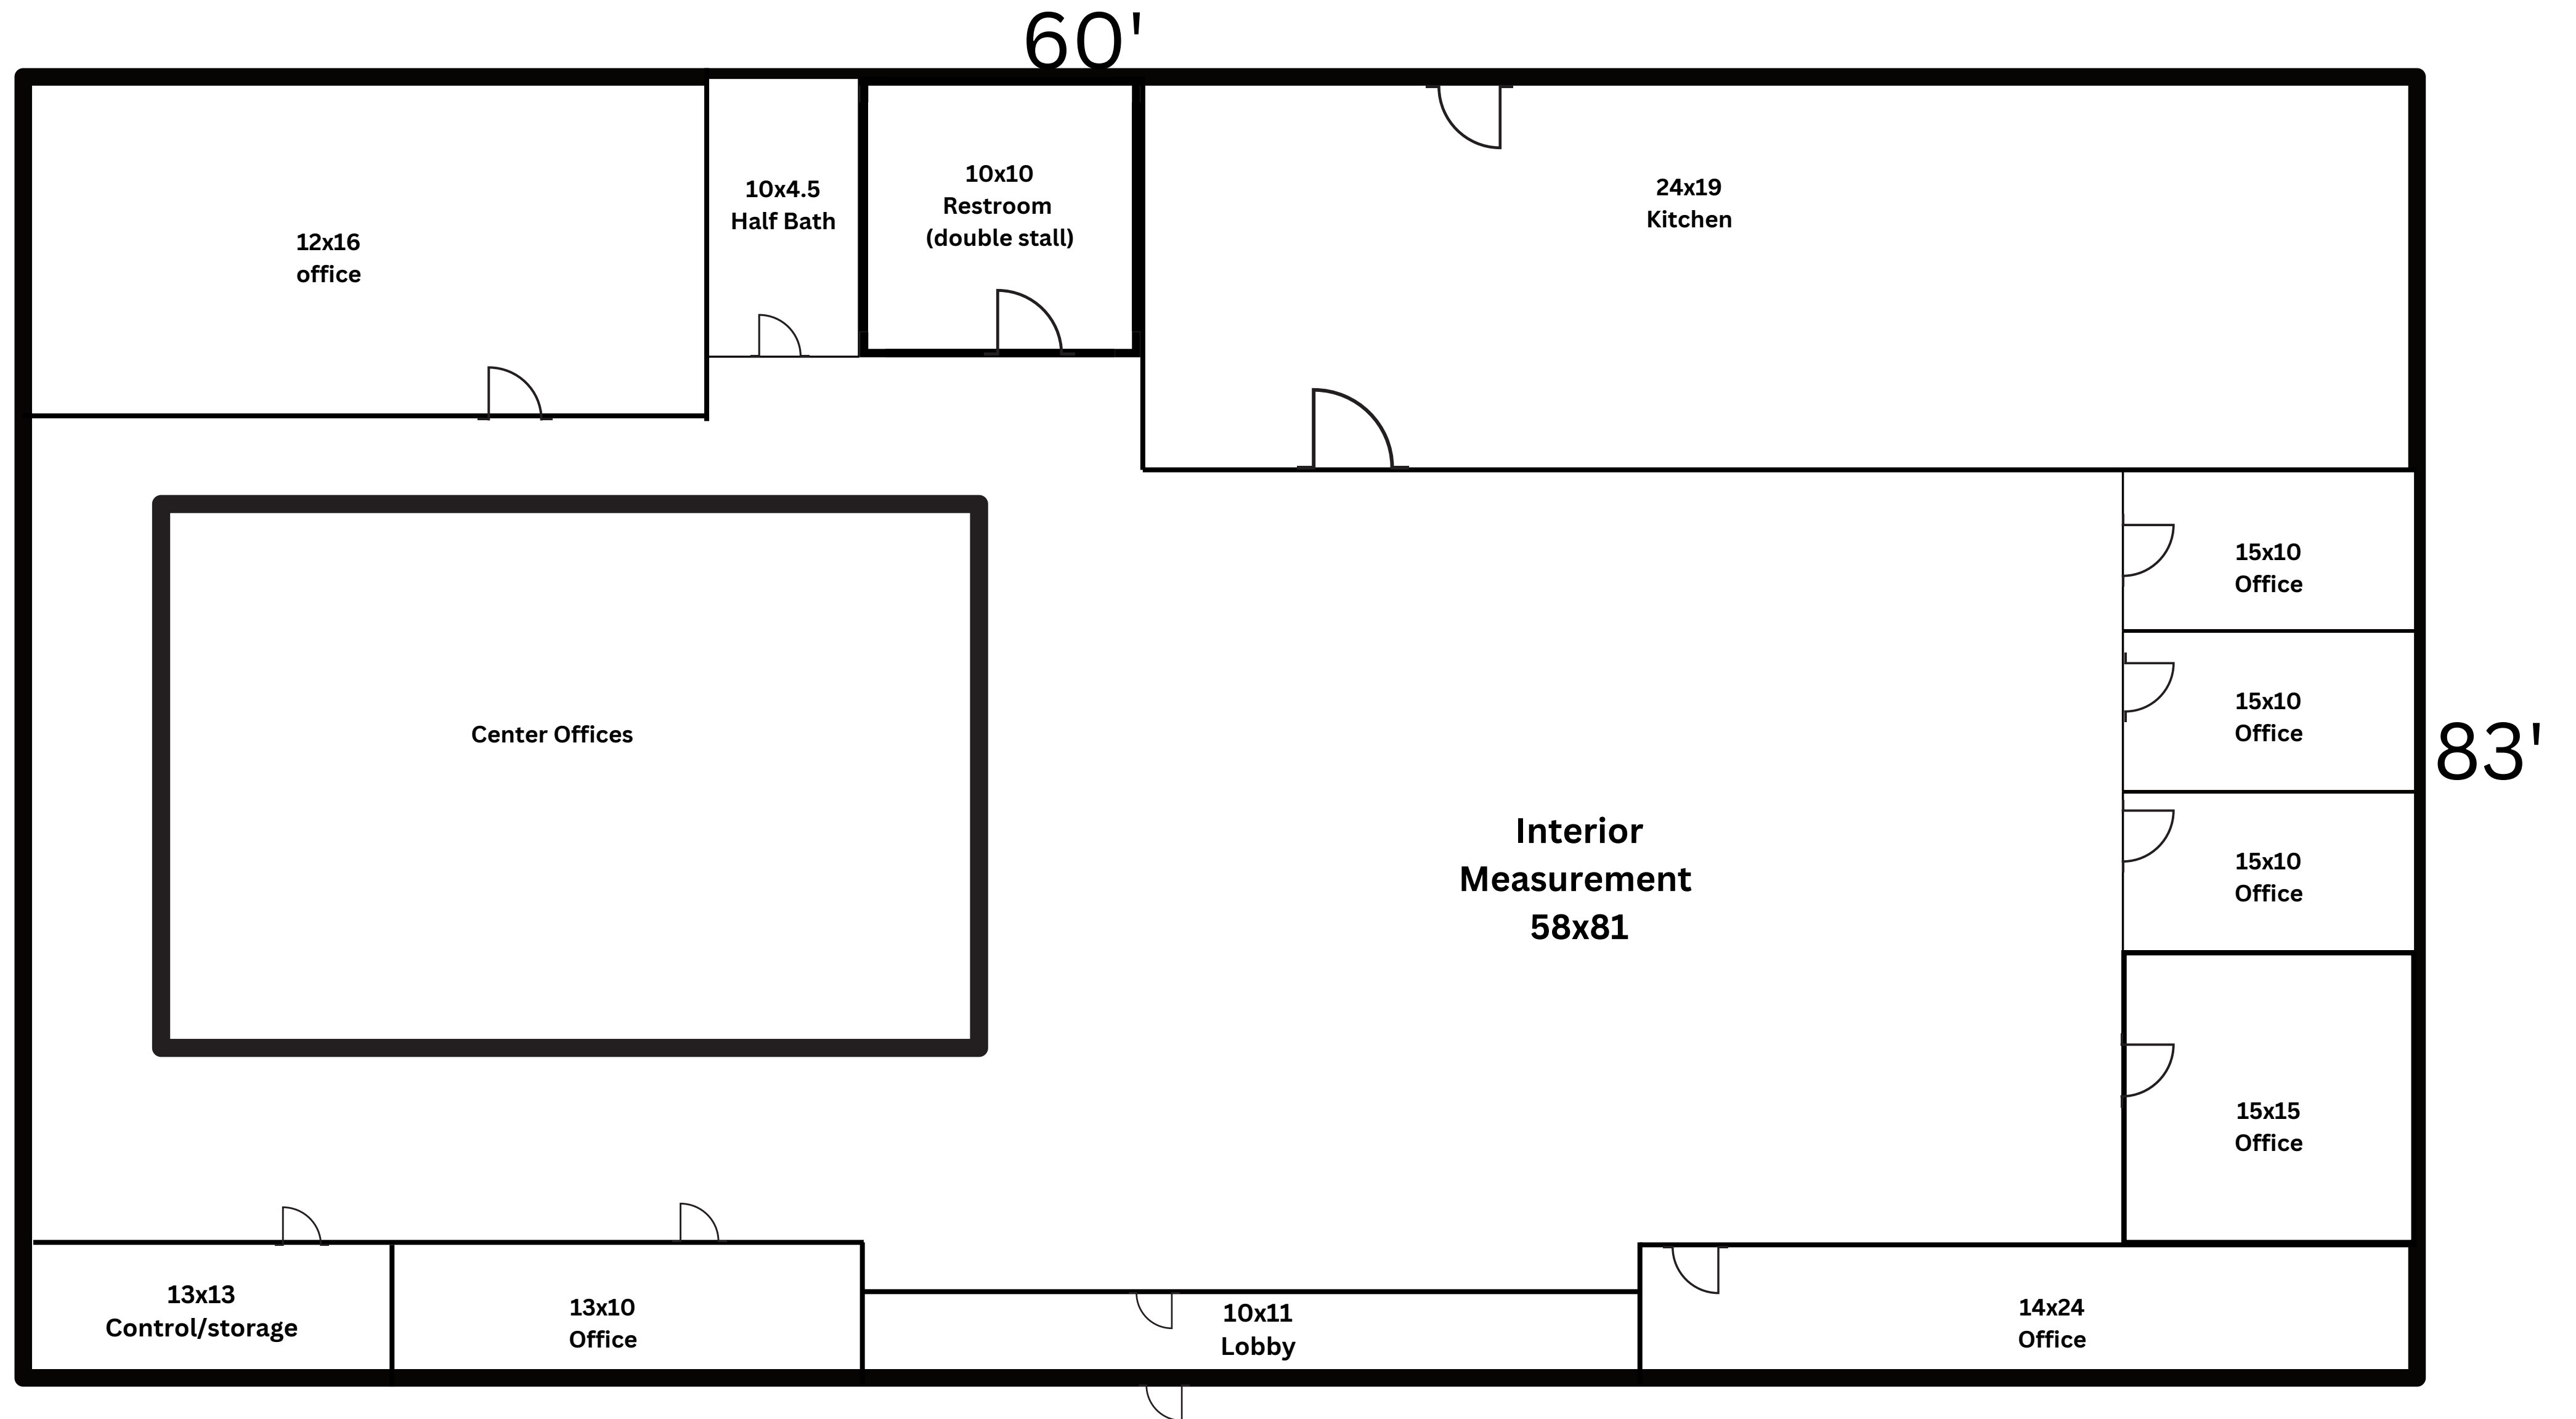 60'
12x16
office
10x4.5
Half Bath
10x10
Restroom
(double stall)
24x19
Kitchen
15x10
Office
15x10
Office
83'
Center Offices
Interior
Measurement
58x81
15x10
Office
15x15
Office
13x13
Control/storage
13x10
Office
10x11
Lobby
14x24
Office